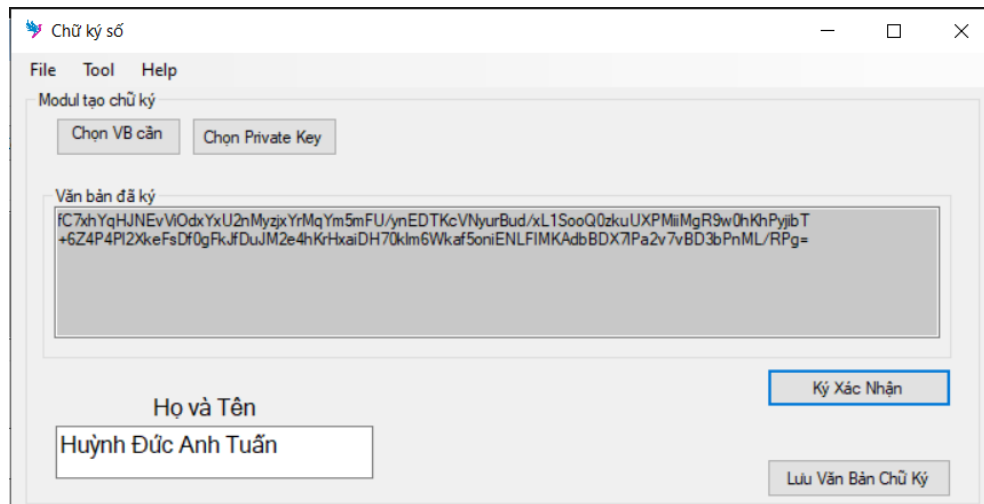 Chữ ký số
File Tool Help
Modul tạo chữ ký
Chọn VB cần
Chọn Private Key
Văn bản đã ký
fC7xhYqHJNEvViOdxYxU2nMyzjxYrMqYm5mFU/ynEDTKcVNyurBud/xL1SooQ0zkuUXPMiiMgR9w0hKhPyjibT
+6Z4P4Pl2XkeFsDf0gFkJfDuJM2e4hKrHxaiDH70klm6Wkaf5oniENLFIMKAdbBDX7lPa2v7vBD3bPnML/RPg=
Ký Xác Nhận
Họ và Tên
Huỳnh Đức Anh Tuấn
Lưu Văn Bản Chữ Ký